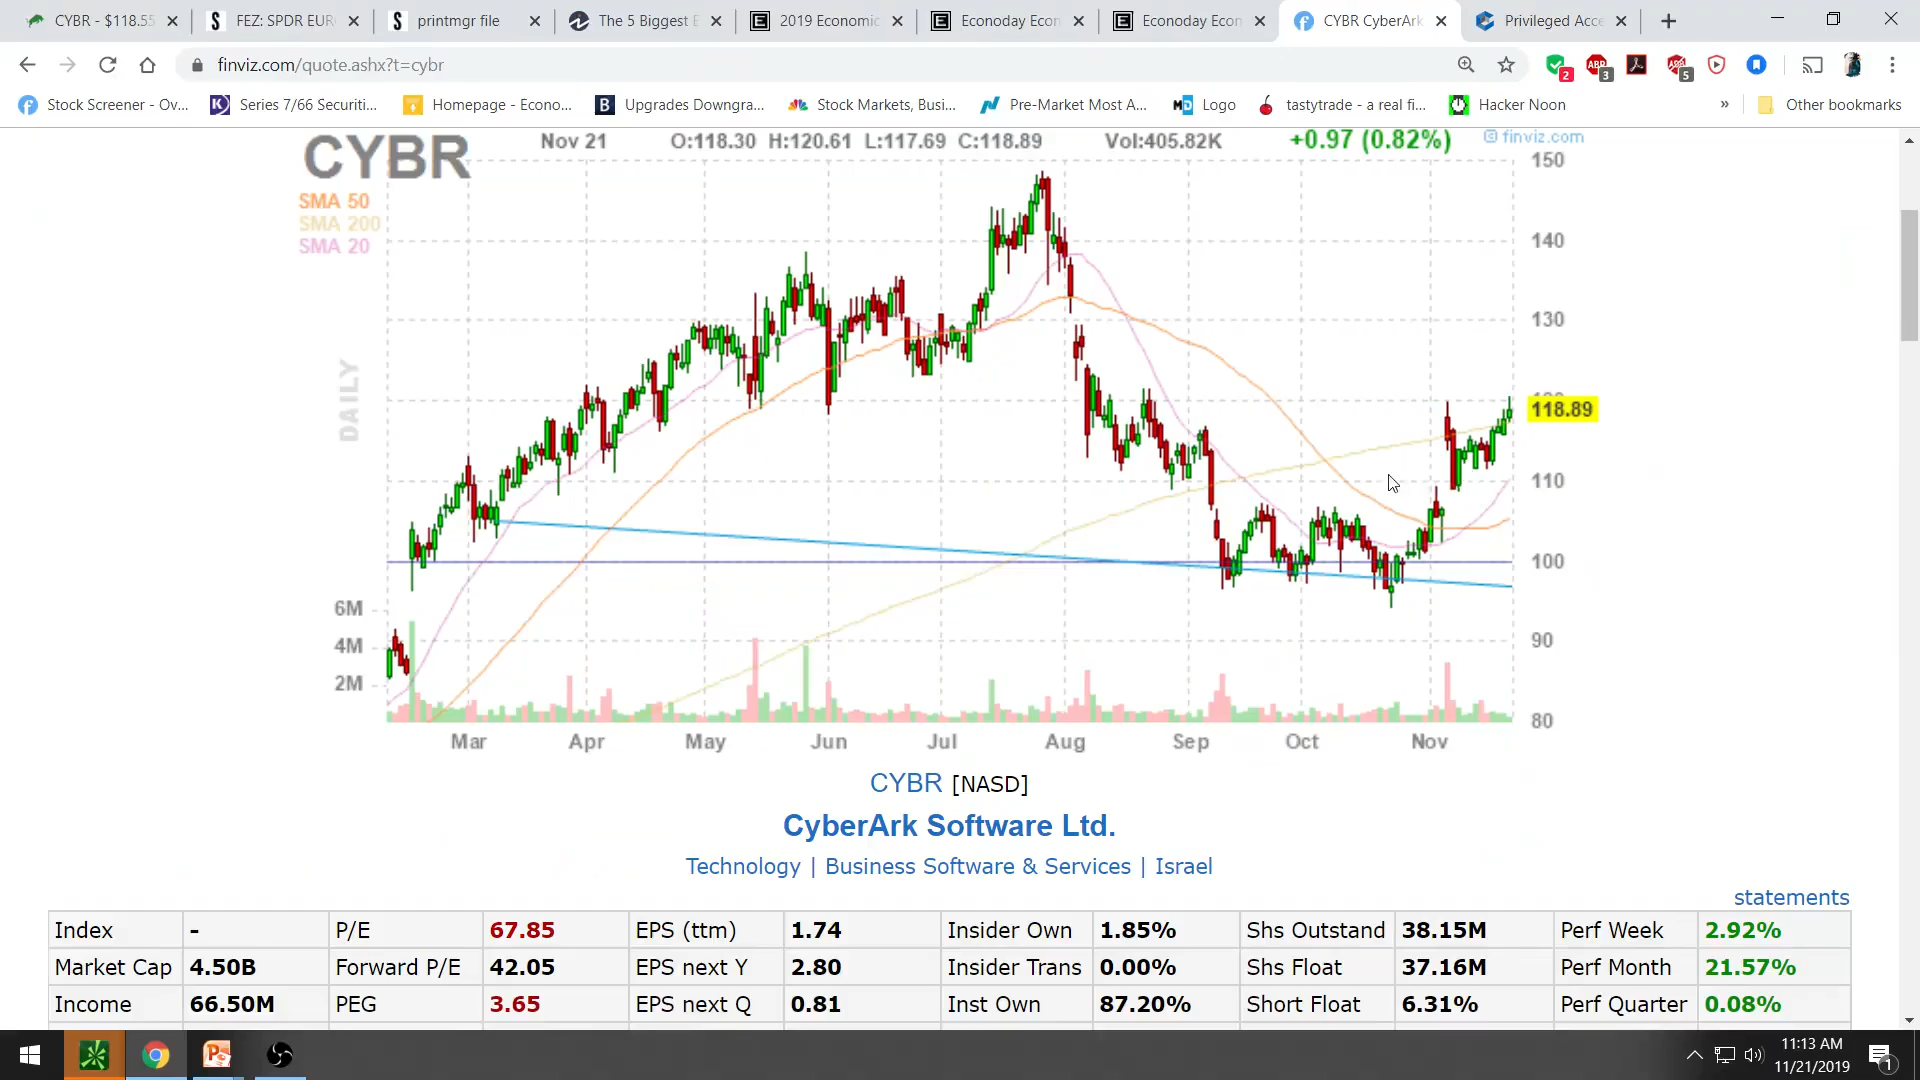 CYBR - $118.55
FEZ: SPDR EUR
printmgr file
The 5 Biggest E
2019 Economic
Econoday Econ
Econoday Econ
CYBR CyberArk
Privileged Acce
finviz.com/quote.ashx?t=cybr
2
ABP
3
5
Stock Screener - Ov...
Series 7/66 Securiti...
Homepage - Econo...
Upgrades Downgra...
Stock Markets, Busi...
Pre-Market Most A...
Logo
tastytrade - a real fi...
Hacker Noon
»
Other bookmarks
CYBR
Nov 21 O:118.30 H:120.61 L:117.69 C:118.89 Vol:405.82K +0.97 (0.82%) © finviz.com
SMA 50
SMA 200
SMA 20
DAILY
150
140
130
118.89
110
100
90
80
6M
4M
2M
Mar Apr May Jun Jul Aug Sep Oct Nov
CYBR [NASD]
CyberArk Software Ltd.
Technology | Business Software & Services | Israel
statements
Index - P/E 67.85 EPS (ttm) 1.74 Insider Own 1.85% Shs Outstand 38.15M Perf Week 2.92%
Market Cap 4.50B Forward P/E 42.05 EPS next Y 2.80 Insider Trans 0.00% Shs Float 37.16M Perf Month 21.57%
Income 66.50M PEG 3.65 EPS next Q 0.81 Inst Own 87.20% Short Float 6.31% Perf Quarter 0.08%
11:13 AM
11/21/2019
1